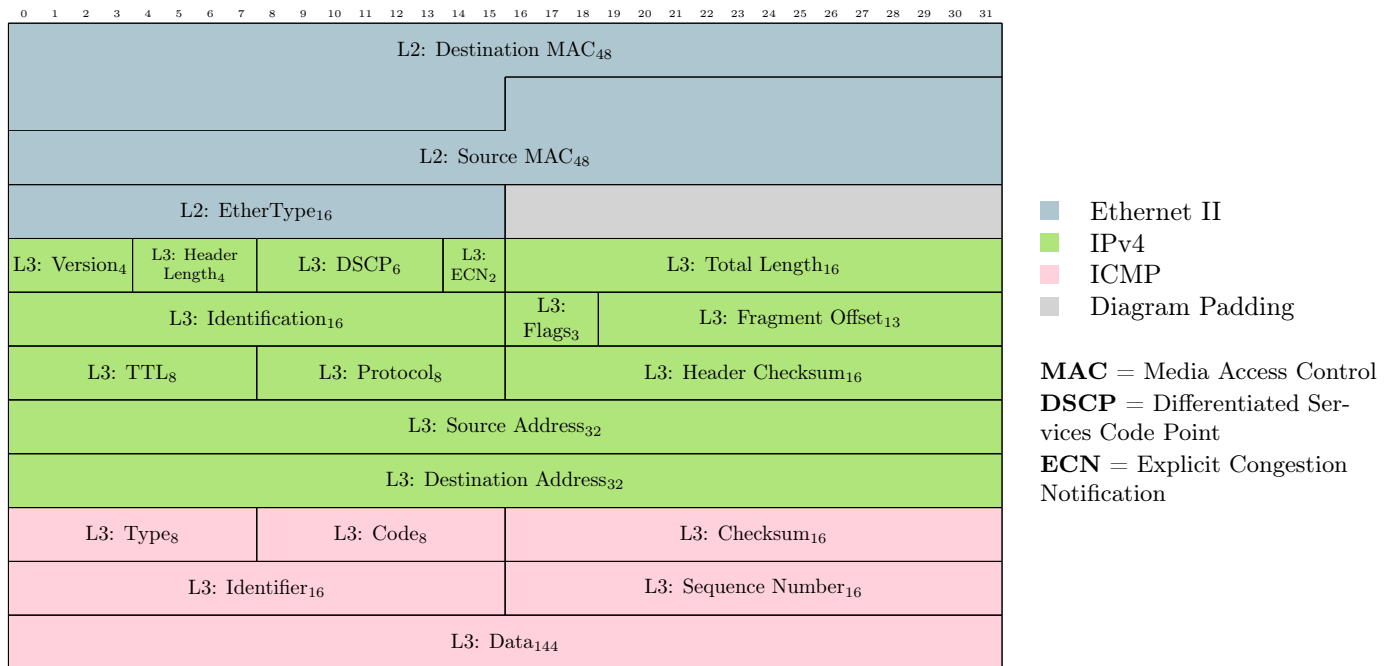 0 1 2 3 4 5 6 7 8 9 10 11 12 13 14 15 16 17 18 19 20 21 22 23 24 25 26 27 28 29 30 31
L2: Destination MAC₄₈
L2: Source MAC₄₈
L2: EtherType₁₆
L3: Version₄
L3: Header
Length₄
L3: DSCP₆
L3:
ECN₂
L3: Total Length₁₆
L3: Identification₁₆
L3:
Flags₃
L3: Fragment Offset₁₃
L3: TTL₈
L3: Protocol₈
L3: Header Checksum₁₆
L3: Source Address₃₂
L3: Destination Address₃₂
L3: Type₈
L3: Code₈
L3: Checksum₁₆
L3: Identifier₁₆
L3: Sequence Number₁₆
L3: Data₁₄₄
Ethernet II
IPv4
ICMP
Diagram Padding
MAC = Media Access Control
DSCP = Differentiated Ser-
vices Code Point
ECN = Explicit Congestion
Notification